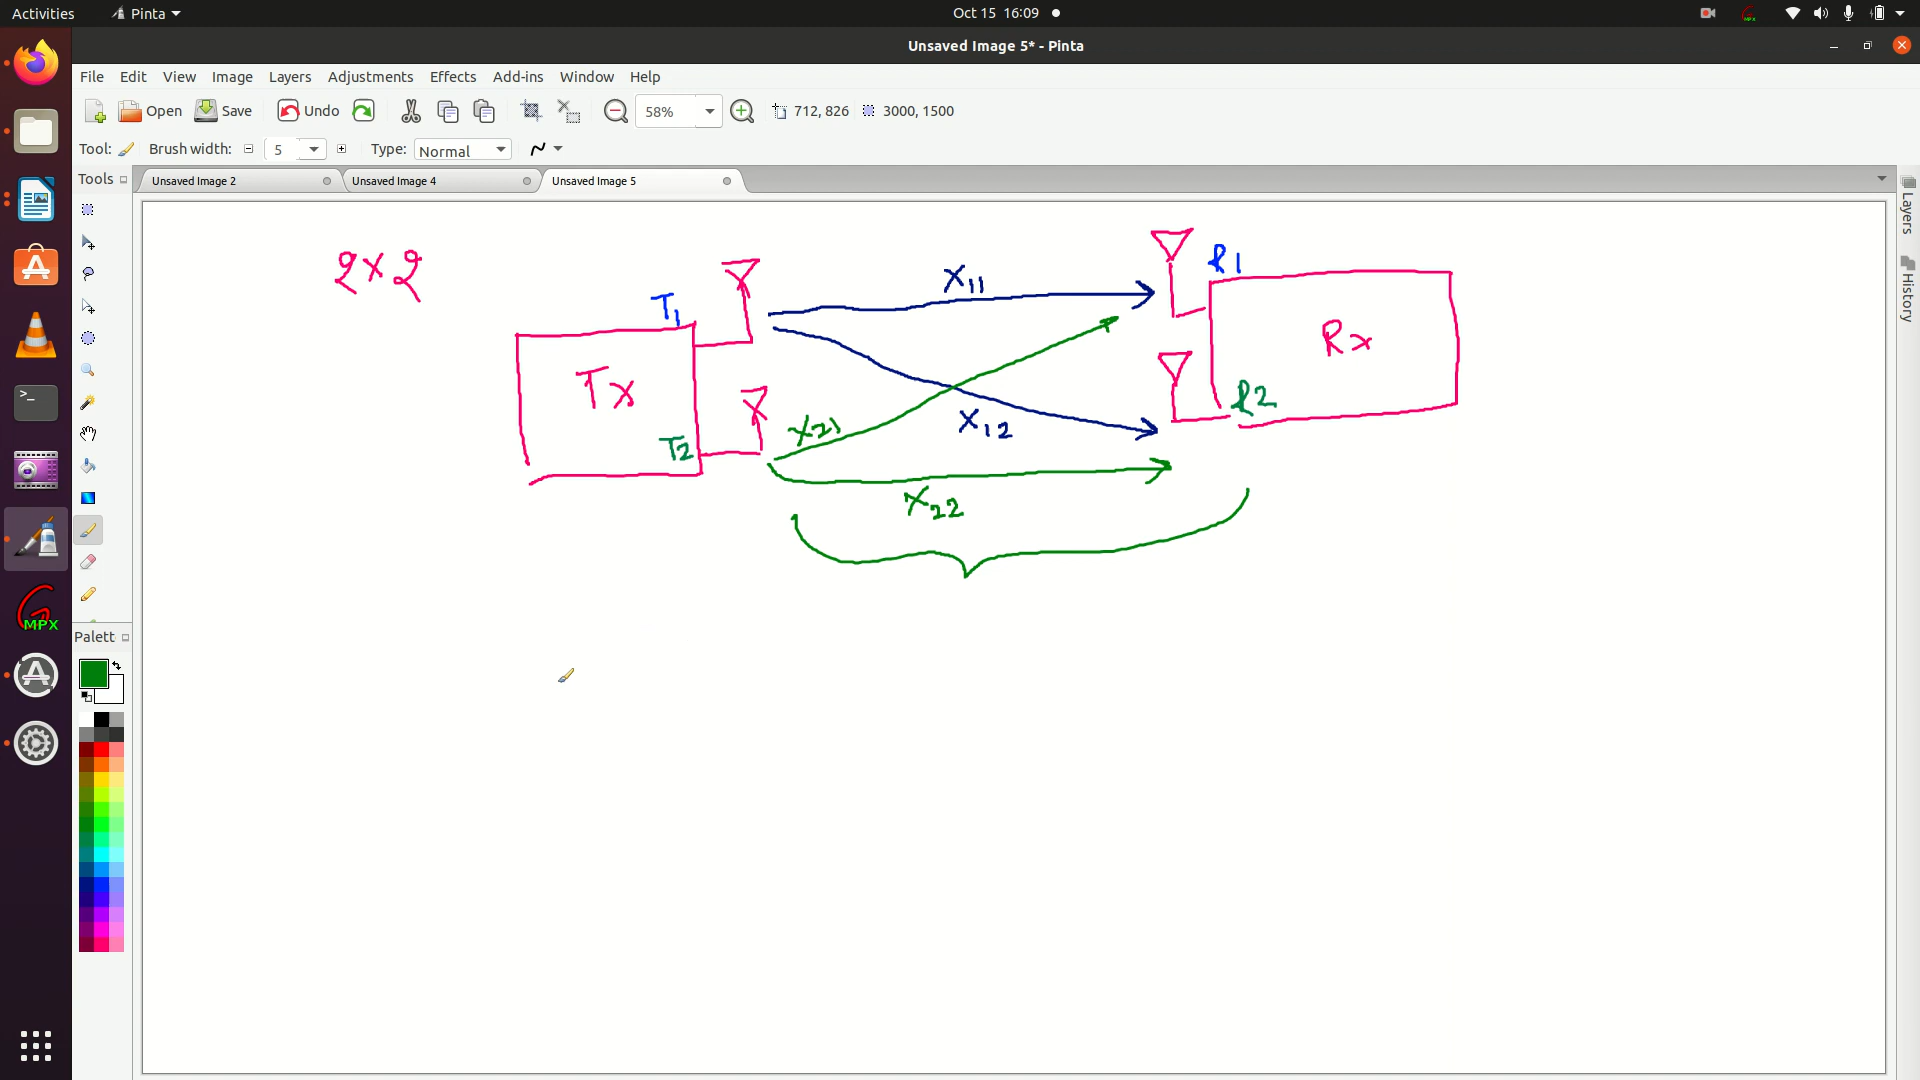 Activities Pinta Oct 15 16:09
MPX
Unsaved Image 5* - Pinta
File Edit View Image Layers Adjustments Effects Add-ins Window Help
Open Save Undo 58% 712, 826 3000, 1500
Tool: Brush width: 5 Type: Normal
Tools Unsaved Image 2 Unsaved Image 4 Unsaved Image 5
Layers
History
2x2
T1
Tx
T2
X11
X21
X12
X22
R1
Rx
R2
>_
MPX
Palett